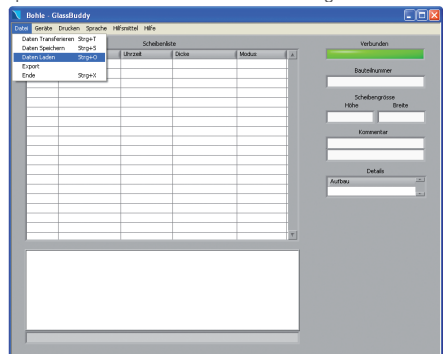 Bohle - GlassBuddy
Datei Geräte Drucken Sprache Hilfsmittel Hilfe
Daten Transferieren Strg+T
Daten Speichern Strg+S
Daten Laden Strg+O
Export
Ende Strg+X
Scheibenliste
Uhrzeit Dicke Modus
Verbunden
Bauteilnummer
Scheibengrösse
Höhe Breite
Kommentar
Details
Aufbau